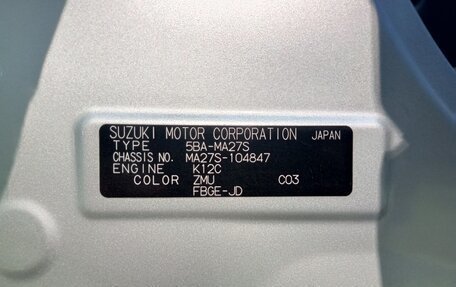 SUZUKI MOTOR CORPORATION JAPAN
TYPE 5BA-MA27S
CHASSIS NO. MA27S-104847
ENGINE K12C
COLOR ZMU C03
FBGE-JD